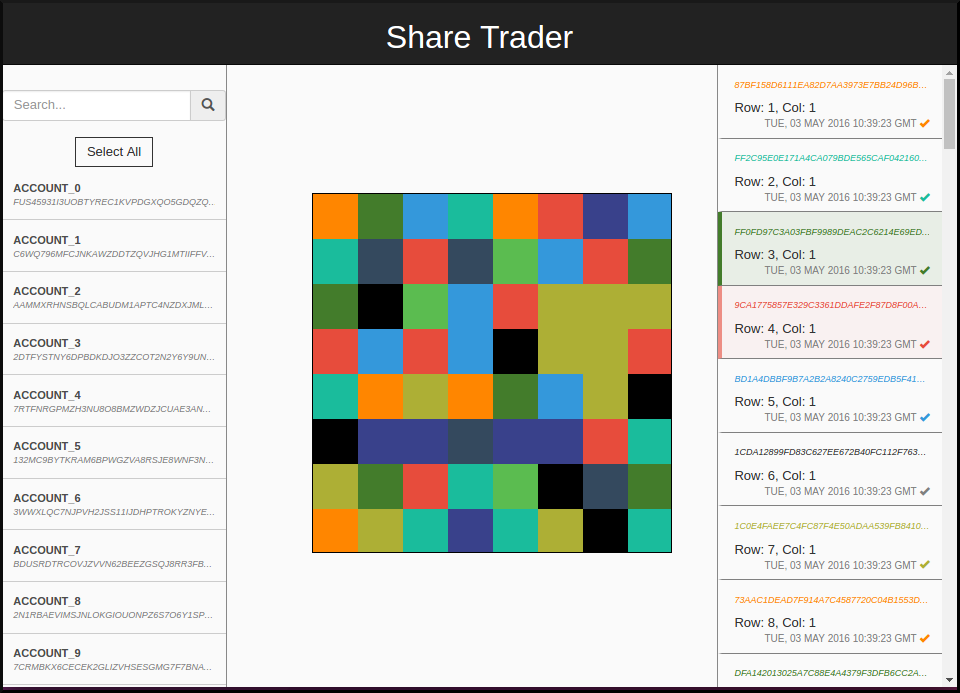 Share Trader
Search...
Select All
ACCOUNT_0
FUS45931I3UOBTYREC1KVPDGXQO5GDQZQ..
ACCOUNT_1
C6WQ796MFCJNKAWZDDTZQVJHG1MTIIFFV...
ACCOUNT_2
AAMMXRHNSBQLCABUDM1APTC4NZDXJML...
ACCOUNT_3
2DTFYSTNY6DPBDKDJO3ZZCOT2N2Y6Y9UN...
ACCOUNT_4
7RTFNRGPMZH3NU8O8BMZWDZJCUAE3AN...
ACCOUNT_5
132MC9BYTKRAM6BPWGZVA8RSJE8WNF3N...
ACCOUNT_6
3WWXLQC7NJPVH2JSS11IJDHPTROKYZNYE...
ACCOUNT_7
BDUSRDTRCOVJZVVN62BEEZGSQJ8RR3FB...
ACCOUNT_8
2N1RBAEVIMSJNLOKGIOUONPZ6S7O6Y1SP...
ACCOUNT_9
7CRMBKX6CECEK2GLIZVHSESGMG7F7BNA...
87BF158D6111EA82D7AA3973E7BB24D96B...
Row: 1, Col: 1
TUE, 03 MAY 2016 10:39:23 GMT
FF2C95E0E171A4CA079BDE565CAF042160...
Row: 2, Col: 1
TUE, 03 MAY 2016 10:39:23 GMT
FF0FD97C3A03FBF9989DEAC2C6214E69ED...
Row: 3, Col: 1
TUE, 03 MAY 2016 10:39:23 GMT
9CA1775857E329C3361DDAFE2F87D8F00A...
Row: 4, Col: 1
TUE, 03 MAY 2016 10:39:23 GMT
BD1A4DBBF9B7A2B2A8240C2759EDB5F41...
Row: 5, Col: 1
TUE, 03 MAY 2016 10:39:23 GMT
1CDA12899FD83C627EE672B40FC112F763...
Row: 6, Col: 1
TUE, 03 MAY 2016 10:39:23 GMT
1C0E4FAEE7C4FC87F4E50ADAA539FB8410...
Row: 7, Col: 1
TUE, 03 MAY 2016 10:39:23 GMT
73AAC1DEAD7F914A7C4587720C04B1553D...
Row: 8, Col: 1
TUE, 03 MAY 2016 10:39:23 GMT
DFA142013025A7C88E4A4379F3DFB6CC2A...